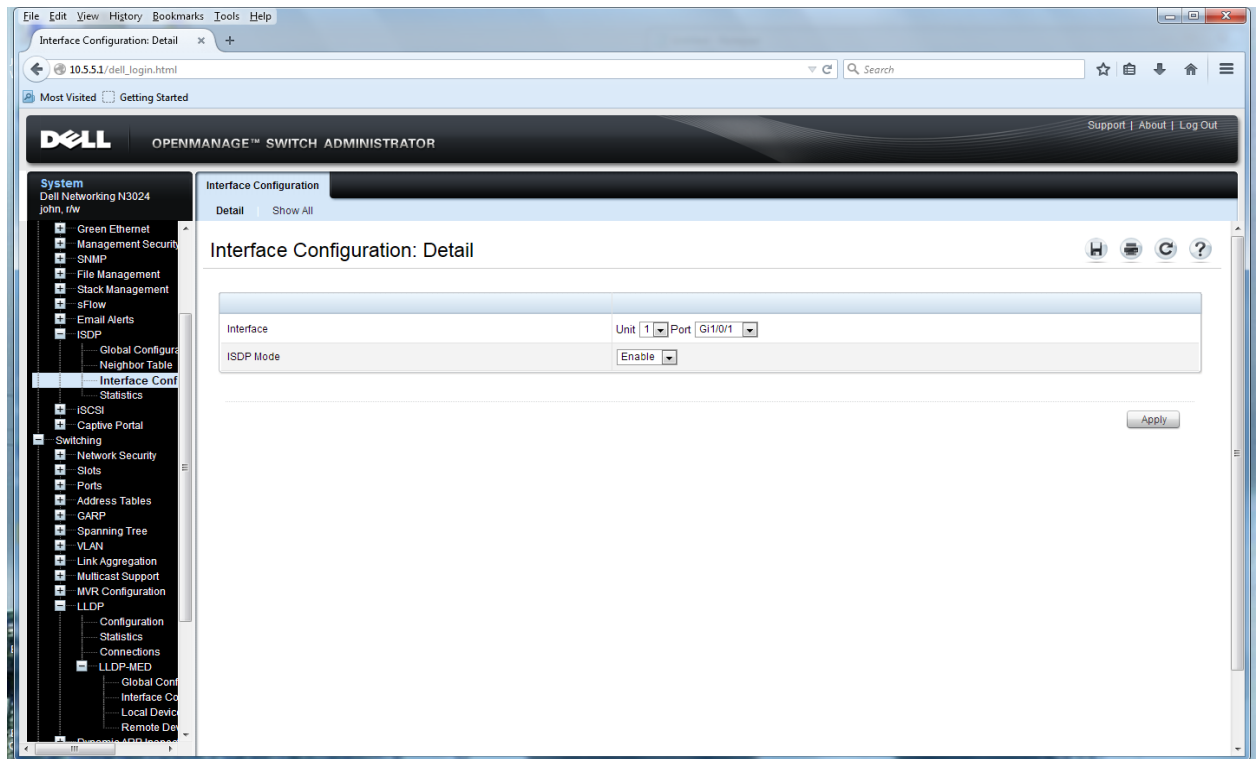 File Edit View History Bookmarks Tools Help
Interface Configuration: Detail × +
10.5.5.1/dell_login.html
Search
Most Visited Getting Started
DELL OPENMANAGE™ SWITCH ADMINISTRATOR
Support | About | Log Out
System
Dell Networking N3024
john, r/w
Green Ethernet
Management Security
SNMP
File Management
Stack Management
sFlow
Email Alerts
ISDP
Global Configura
Neighbor Table
Interface Conf
Statistics
iSCSI
Captive Portal
Switching
Network Security
Slots
Ports
Address Tables
GARP
Spanning Tree
VLAN
Link Aggregation
Multicast Support
MVR Configuration
LLDP
Configuration
Statistics
Connections
LLDP-MED
Global Conf
Interface Co
Local Devic
Remote Dev
Interface Configuration
Detail Show All
Interface Configuration: Detail
Interface Unit 1 Port Gi1/0/1
ISDP Mode Enable
Apply